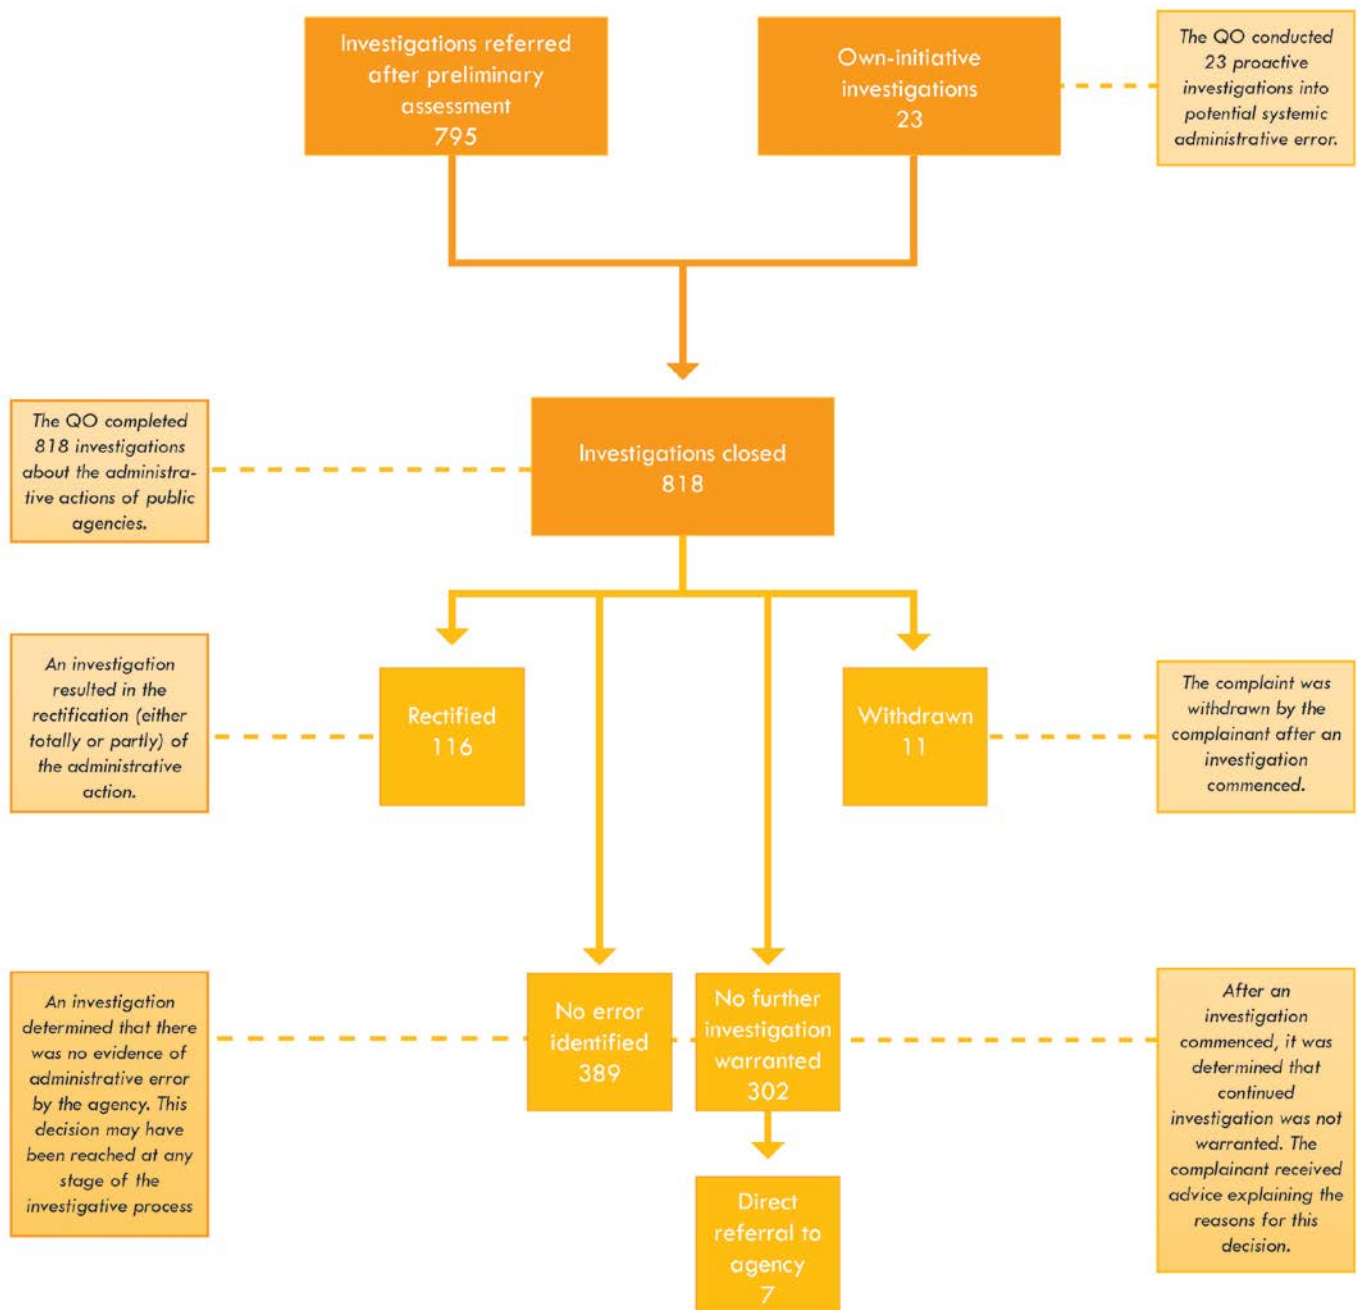 Investigations referred
after preliminary
assessment
795
Own-initiative
investigations
23
The QO conducted
23 proactive
investigations into
potential systemic
administrative error.
The QO completed
818 investigations
about the administra-
tive actions of public
agencies.
Investigations closed
818
An investigation
resulted in the
rectification (either
totally or partly) of
the administrative
action.
Rectified
116
Withdrawn
11
The complaint was
withdrawn by the
complainant after an
investigation
commenced.
An investigation
determined that there
was no evidence of
administrative error
by the agency. This
decision may have
been reached at any
stage of the
investigative process
No error
identified
389
No further
investigation
warranted
302
After an
investigation
commenced, it was
determined that
continued
investigation was not
warranted. The
complainant received
advice explaining the
reasons for this
decision.
Direct
referral to
agency
7